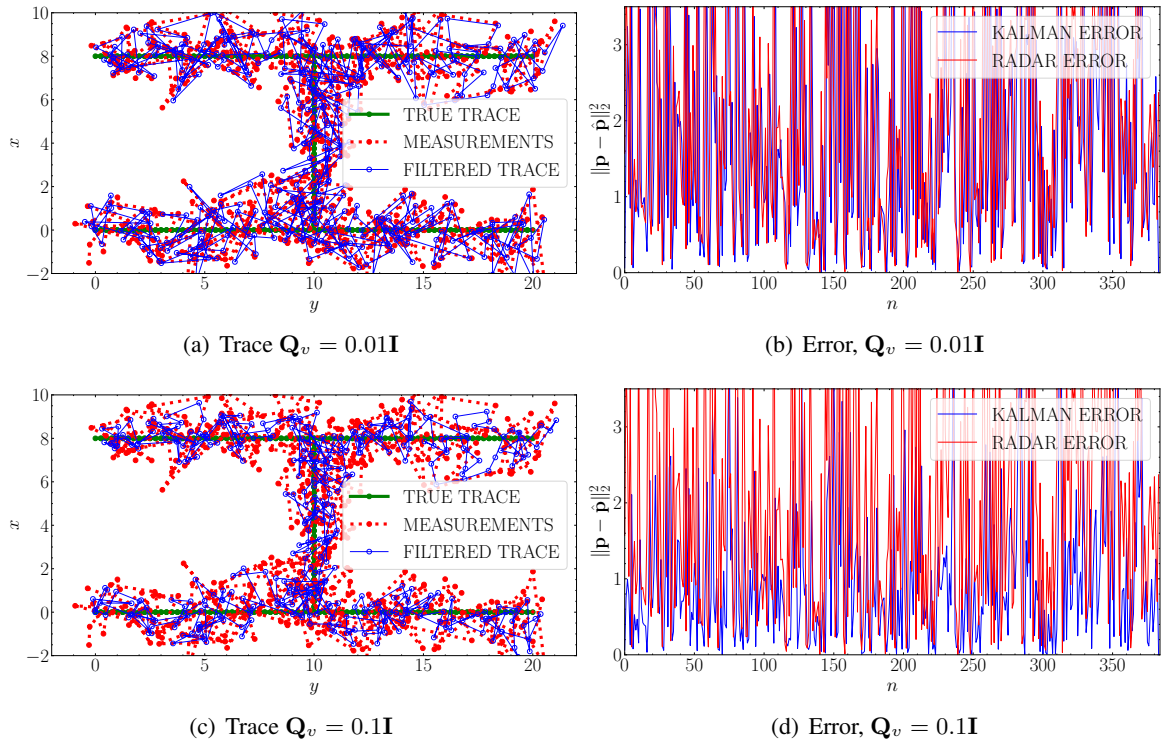 10
8
6
4
2
0
−2
x
0
5
10
15
20
y
TRUE TRACE
MEASUREMENTS
FILTERED TRACE
(a) Trace Q_v = 0.01I
3
2
1
0
‖p − p̂‖₂²
0
50
100
150
200
250
300
350
n
KALMAN ERROR
RADAR ERROR
(b) Error, Q_v = 0.01I
10
8
6
4
2
0
−2
x
0
5
10
15
20
y
TRUE TRACE
MEASUREMENTS
FILTERED TRACE
(c) Trace Q_v = 0.1I
3
2
1
0
‖p − p̂‖₂²
0
50
100
150
200
250
300
350
n
KALMAN ERROR
RADAR ERROR
(d) Error, Q_v = 0.1I